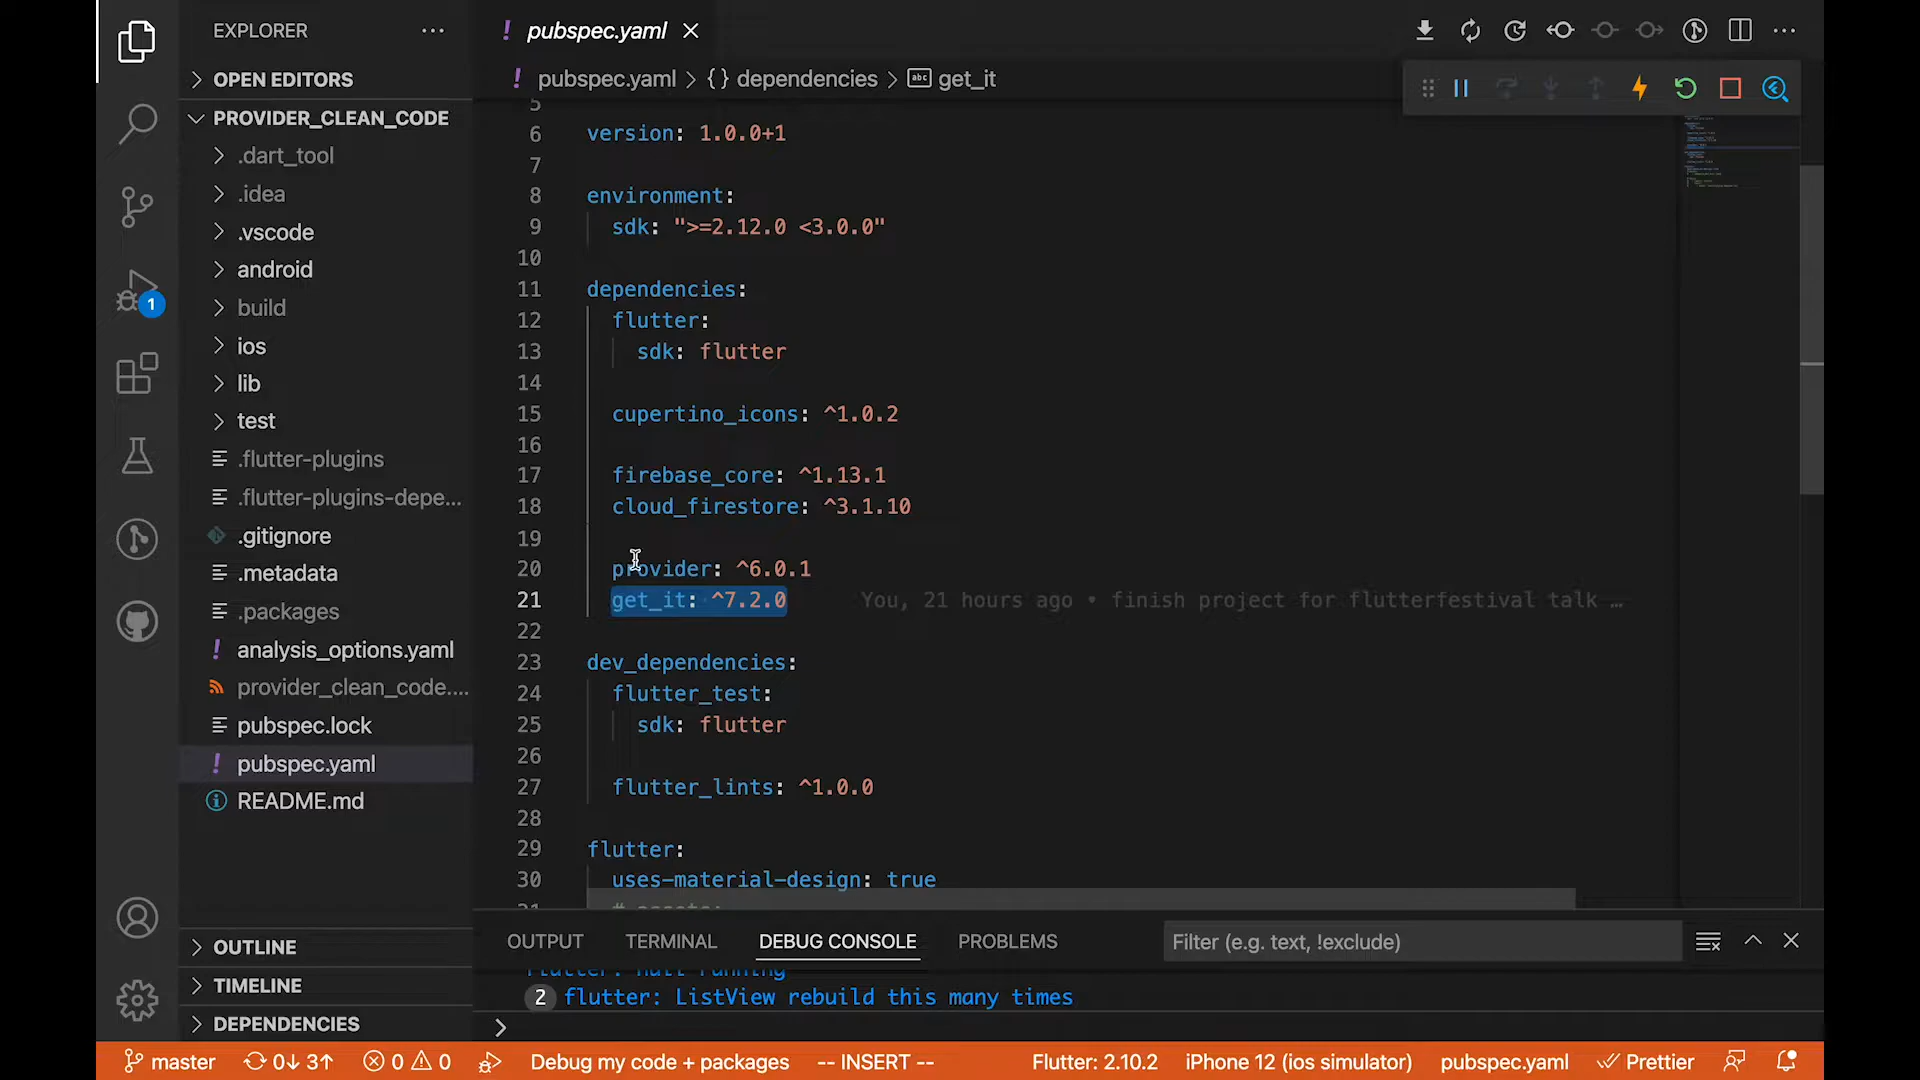 EXPLORER
OPEN EDITORS
PROVIDER_CLEAN_CODE
.dart_tool
.idea
.vscode
android
build
ios
lib
test
.flutter-plugins
.flutter-plugins-depe...
.gitignore
.metadata
.packages
analysis_options.yaml
provider_clean_code....
pubspec.lock
pubspec.yaml
README.md
OUTLINE
TIMELINE
DEPENDENCIES
1
pubspec.yaml
pubspec.yaml > {} dependencies > abc get_it
5
6 version: 1.0.0+1
7
8 environment:
9 sdk: ">=2.12.0 <3.0.0"
10
11 dependencies:
12 flutter:
13 sdk: flutter
14
15 cupertino_icons: ^1.0.2
16
17 firebase_core: ^1.13.1
18 cloud_firestore: ^3.1.10
19
20 provider: ^6.0.1
21 get_it: ^7.2.0 You, 21 hours ago • finish project for flutterfestival talk …
22
23 dev_dependencies:
24 flutter_test:
25 sdk: flutter
26
27 flutter_lints: ^1.0.0
28
29 flutter:
30 uses-material-design: true
31 # assets:
OUTPUT TERMINAL DEBUG CONSOLE PROBLEMS Filter (e.g. text, !exclude)
flutter: null running
2 flutter: ListView rebuild this many times
>
master 0↓ 3↑ 0 0 Debug my code + packages -- INSERT -- Flutter: 2.10.2 iPhone 12 (ios simulator) pubspec.yaml Prettier